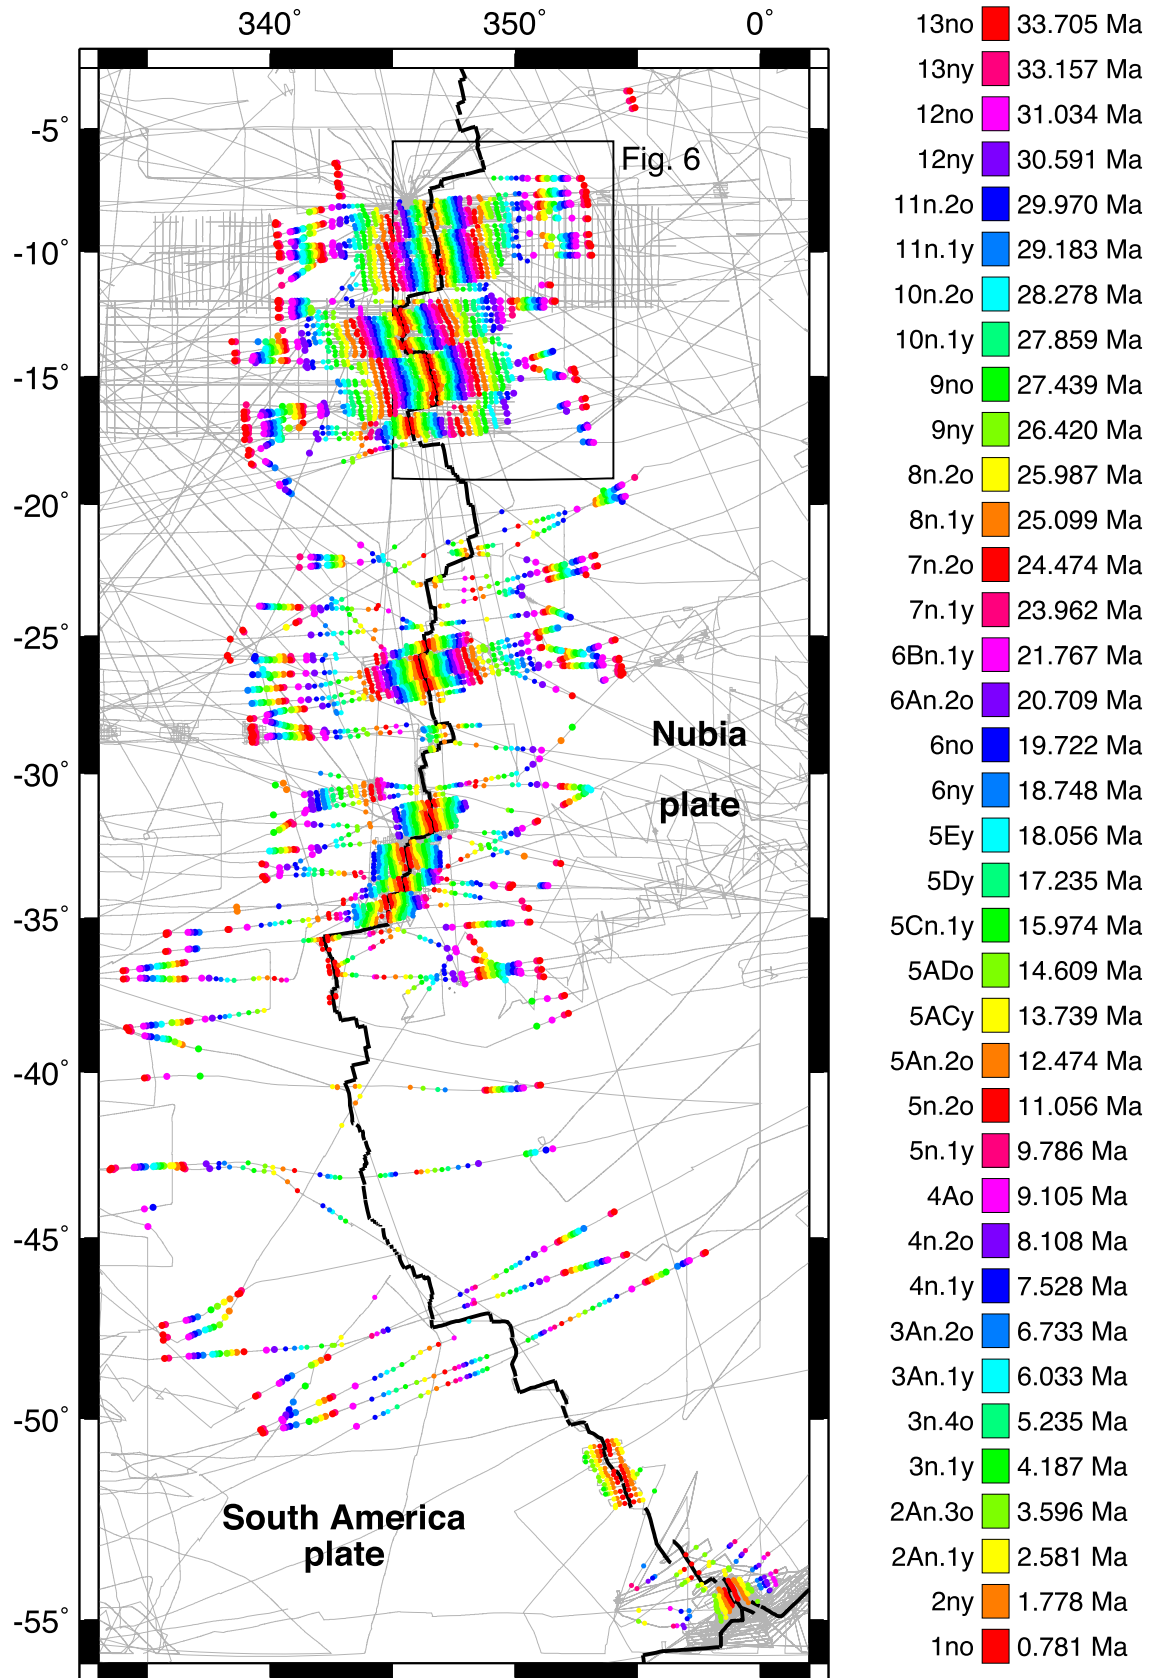 340° 350° 0°
-5°
Fig. 6
-10°
-15°
-20°
-25°
Nubia
plate
-30°
-35°
-40°
-45°
-50°
South America
plate
-55°
13no 33.705 Ma
13ny 33.157 Ma
12no 31.034 Ma
12ny 30.591 Ma
11n.2o 29.970 Ma
11n.1y 29.183 Ma
10n.2o 28.278 Ma
10n.1y 27.859 Ma
9no 27.439 Ma
9ny 26.420 Ma
8n.2o 25.987 Ma
8n.1y 25.099 Ma
7n.2o 24.474 Ma
7n.1y 23.962 Ma
6Bn.1y 21.767 Ma
6An.2o 20.709 Ma
6no 19.722 Ma
6ny 18.748 Ma
5Ey 18.056 Ma
5Dy 17.235 Ma
5Cn.1y 15.974 Ma
5ADo 14.609 Ma
5ACy 13.739 Ma
5An.2o 12.474 Ma
5n.2o 11.056 Ma
5n.1y 9.786 Ma
4Ao 9.105 Ma
4n.2o 8.108 Ma
4n.1y 7.528 Ma
3An.2o 6.733 Ma
3An.1y 6.033 Ma
3n.4o 5.235 Ma
3n.1y 4.187 Ma
2An.3o 3.596 Ma
2An.1y 2.581 Ma
2ny 1.778 Ma
1no 0.781 Ma